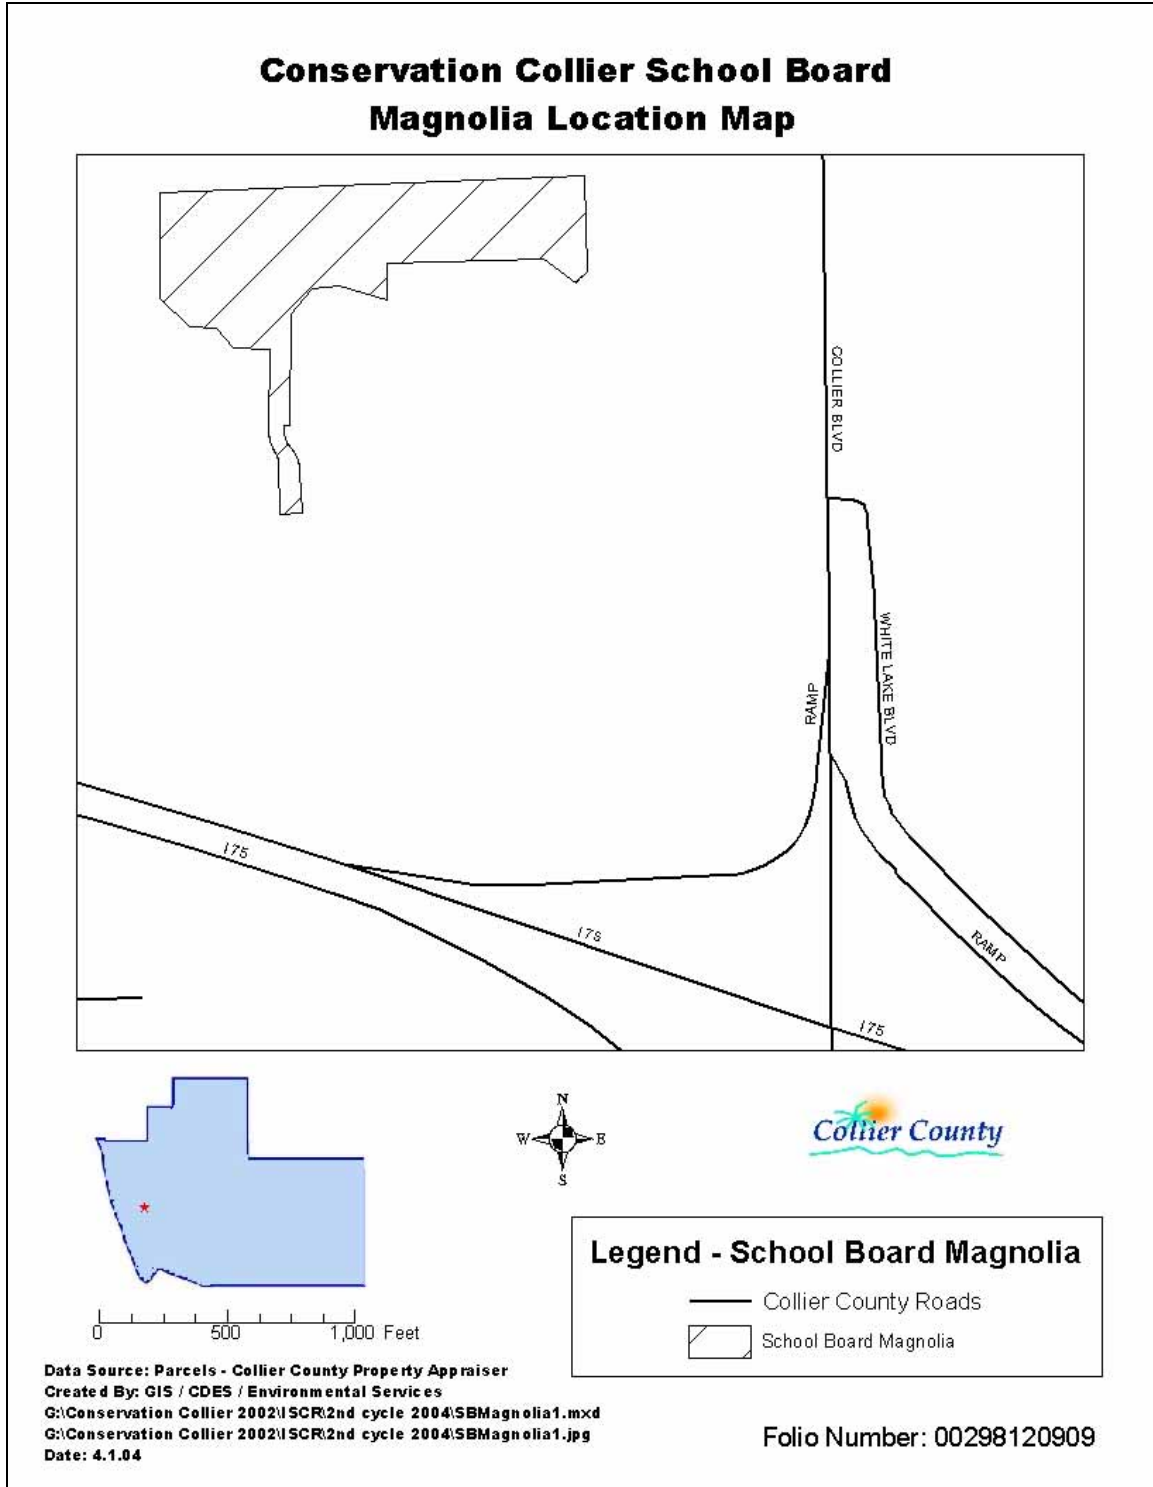 Conservation Collier School Board
Magnolia Location Map
COLLIER BLVD
WHITE LAKE BLVD
RAMP
I75
I75
RAMP
I75
N
W E
S
Collier County
0 500 1,000 Feet
Legend - School Board Magnolia
Collier County Roads
School Board Magnolia
Data Source: Parcels - Collier County Property Appraiser
Created By: GIS / CDES / Environmental Services
G:\Conservation Collier 2002\ISCR\2nd cycle 2004\SBMagnolia1.mxd
G:\Conservation Collier 2002\ISCR\2nd cycle 2004\SBMagnolia1.jpg
Date: 4.1.04
Folio Number: 00298120909